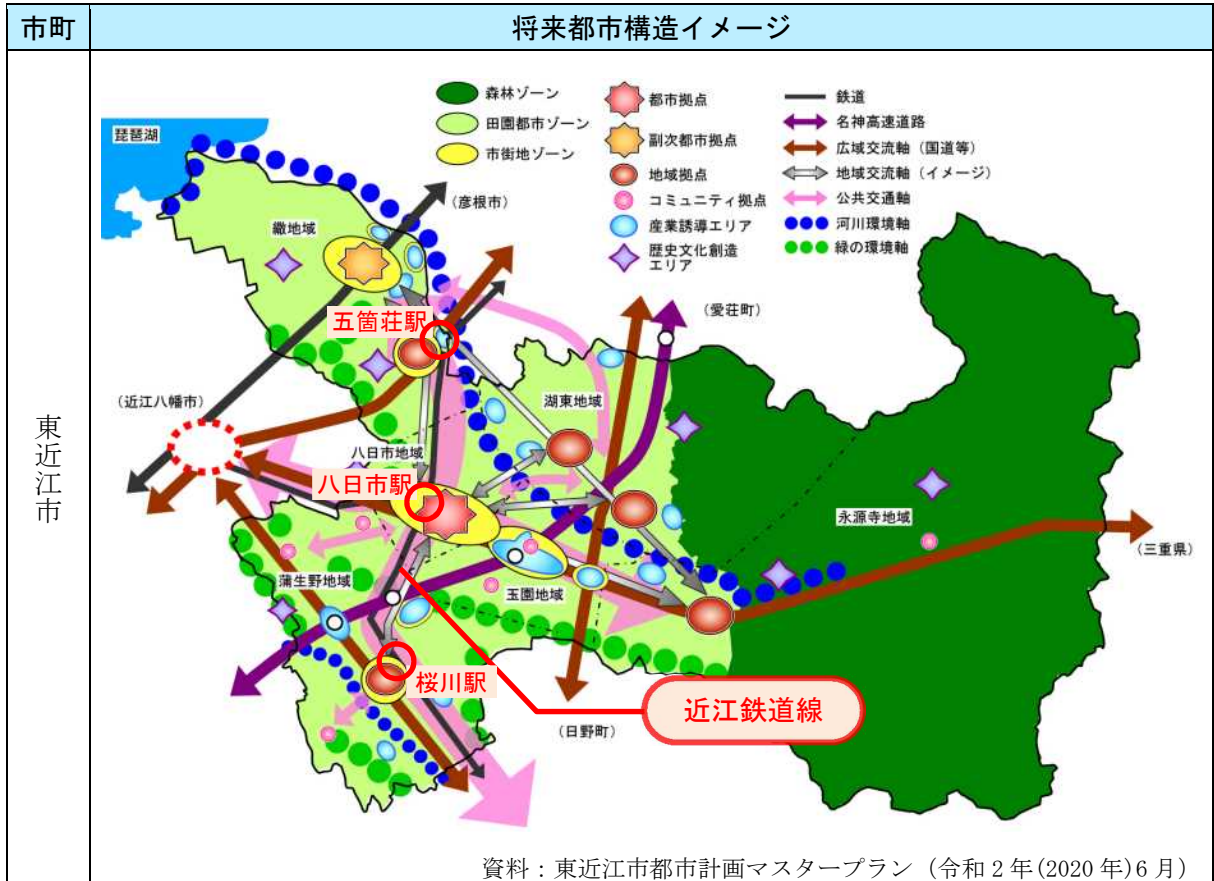 市町
将来都市構造イメージ
東近江市
琵琶湖
森林ゾーン
田園都市ゾーン
市街地ゾーン
都市拠点
副次都市拠点
地域拠点
コミュニティ拠点
産業誘導エリア
歴史文化創造
エリア
鉄道
名神高速道路
広域交流軸（国道等）
地域交流軸（イメージ）
公共交通軸
河川環境軸
緑の環境軸
（彦根市）
繖地域
五箇荘駅
（愛荘町）
（近江八幡市）
湖東地域
八日市地域
八日市駅
永源寺地域
（三重県）
蒲生野地域
玉園地域
桜川駅
近江鉄道線
（日野町）
資料：東近江市都市計画マスタープラン（令和2年(2020年)6月）